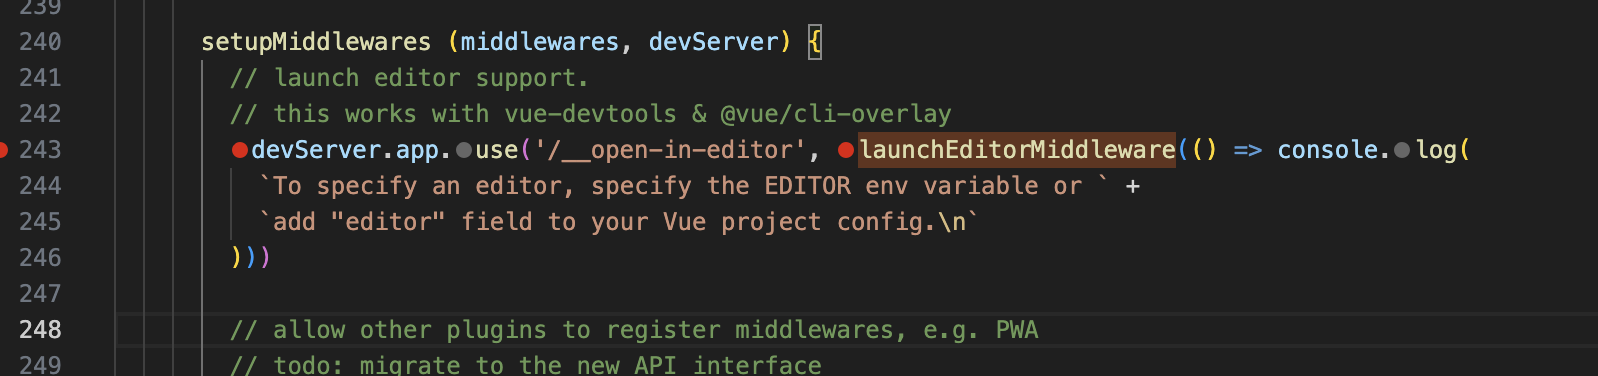 239
240 setupMiddlewares (middlewares, devServer) {
241 // launch editor support.
242 // this works with vue-devtools & @vue/cli-overlay
243 devServer.app.use('/__open-in-editor', launchEditorMiddleware(() => console.log(
244 `To specify an editor, specify the EDITOR env variable or ` +
245 `add "editor" field to your Vue project config.\n`
246 )))
247
248 // allow other plugins to register middlewares, e.g. PWA
249 // todo: migrate to the new API interface